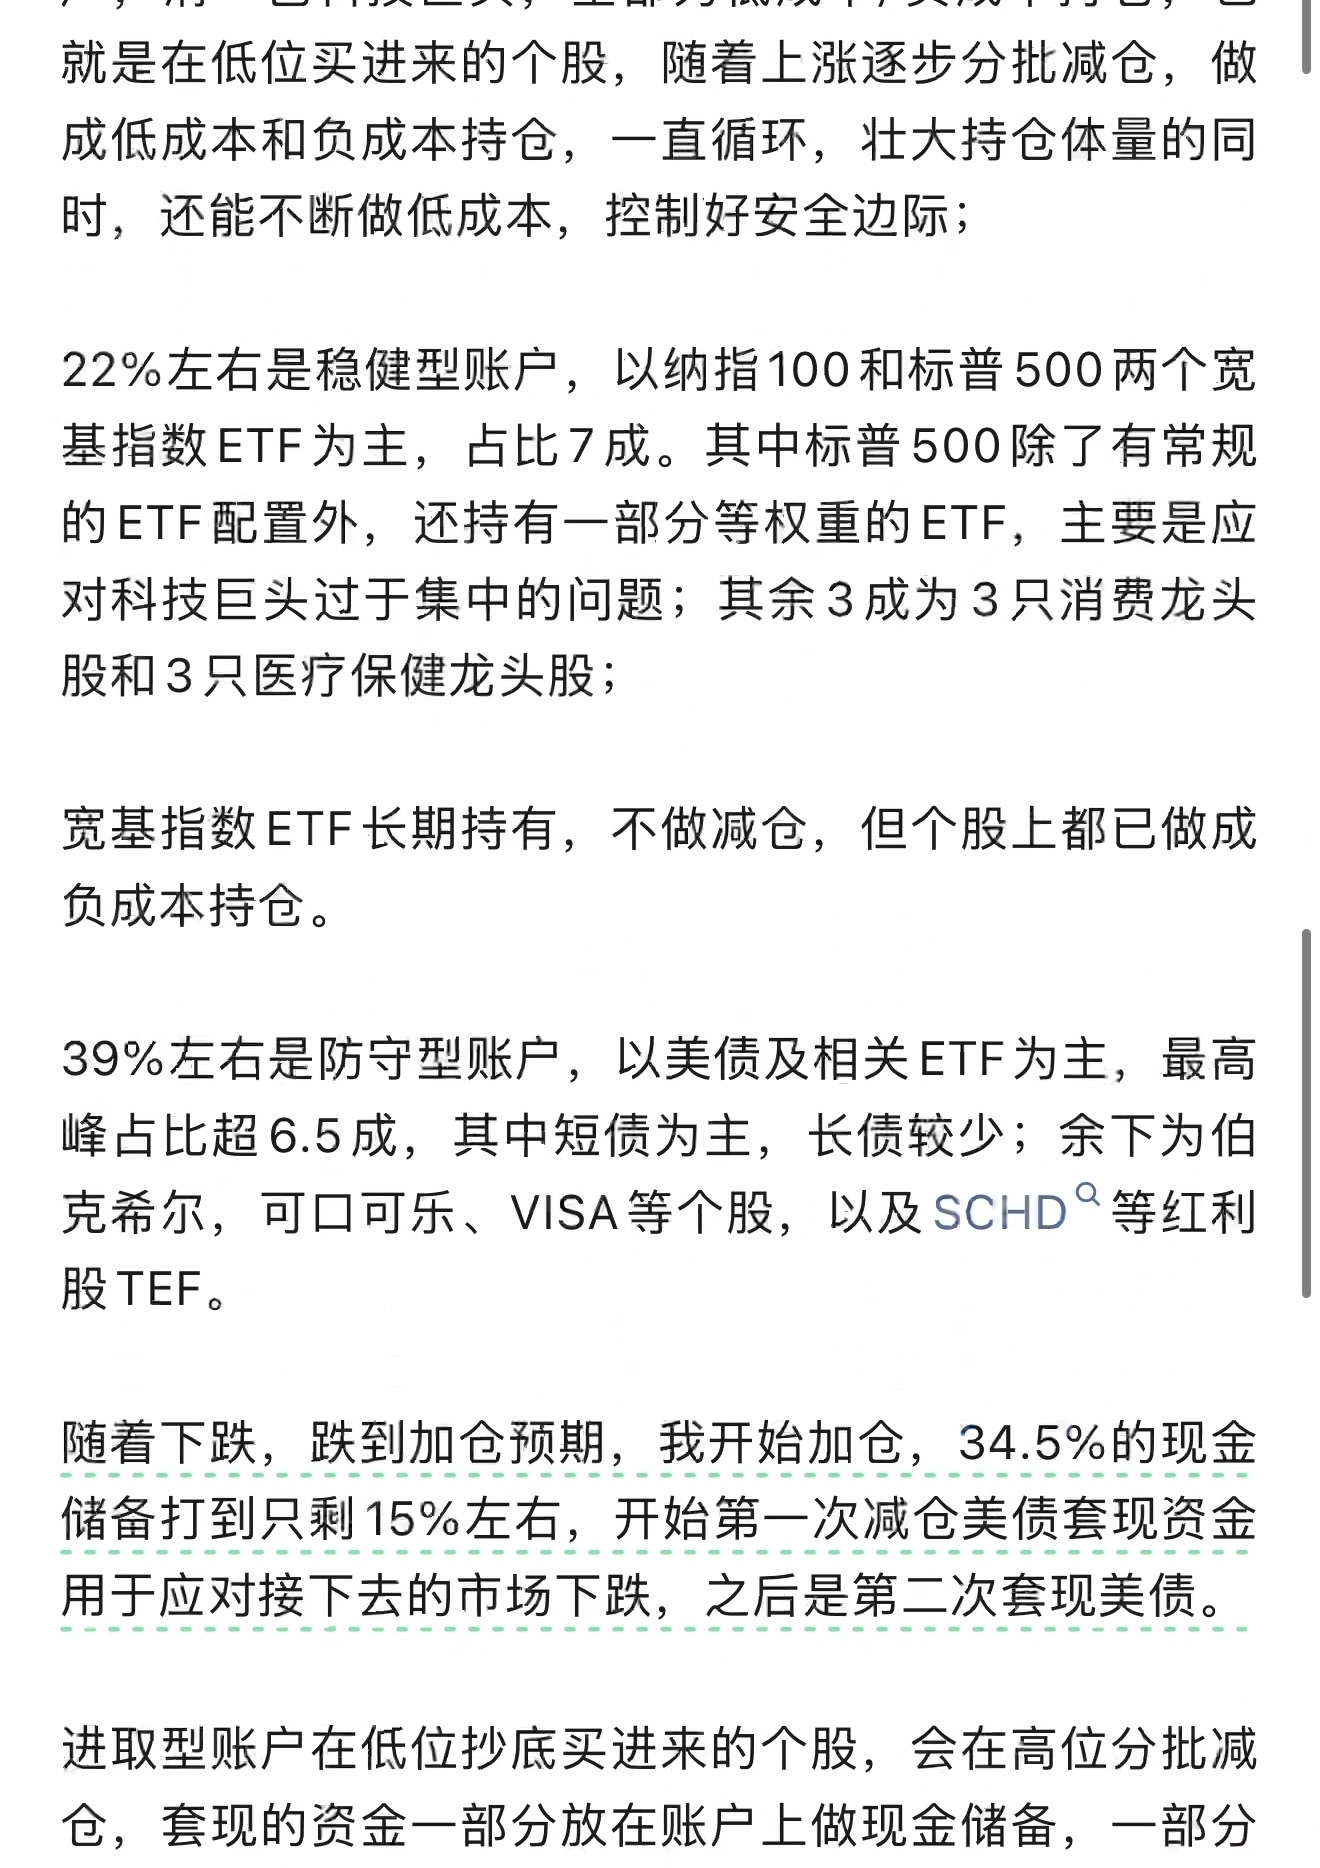 就是在低位买进来的个股，随着上涨逐步分批减仓，做
成低成本和负成本持仓，一直循环，壮大持仓体量的同
时，还能不断做低成本，控制好安全边际；
22%左右是稳健型账户，以纳指100和标普500两个宽
基指数ETF为主，占比7成。其中标普500除了有常规
的ETF配置外，还持有一部分等权重的ETF，主要是应
对科技巨头过于集中的问题；其余3成为3只消费龙头
股和3只医疗保健龙头股；
宽基指数ETF长期持有，不做减仓，但个股上都已做成
负成本持仓。
39%左右是防守型账户，以美债及相关ETF为主，最高
峰占比超6.5成，其中短债为主，长债较少；余下为伯
克希尔，可口可乐、VISA等个股，以及SCHD等红利
股TEF。
随着下跌，跌到加仓预期，我开始加仓，34.5%的现金
储备打到只剩15%左右，开始第一次减仓美债套现资金
用于应对接下去的市场下跌，之后是第二次套现美债。
进取型账户在低位抄底买进来的个股，会在高位分批减
仓，套现的资金一部分放在账户上做现金储备，一部分